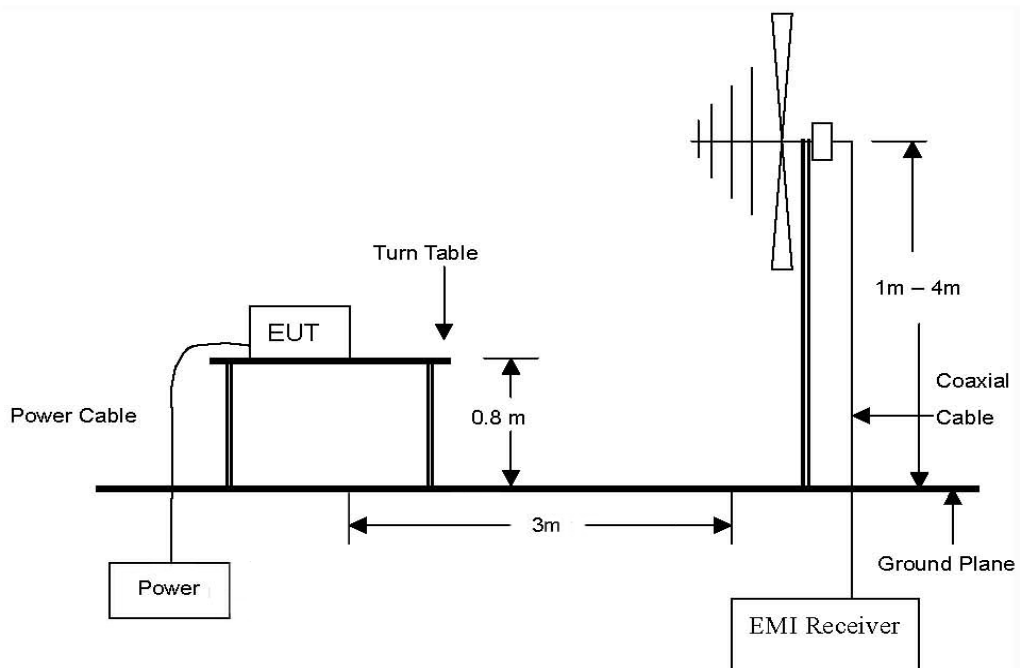 Turn Table
1m – 4m
EUT
Coaxial
Power Cable
0.8 m
Cable
3m
Ground Plane
Power
EMI Receiver